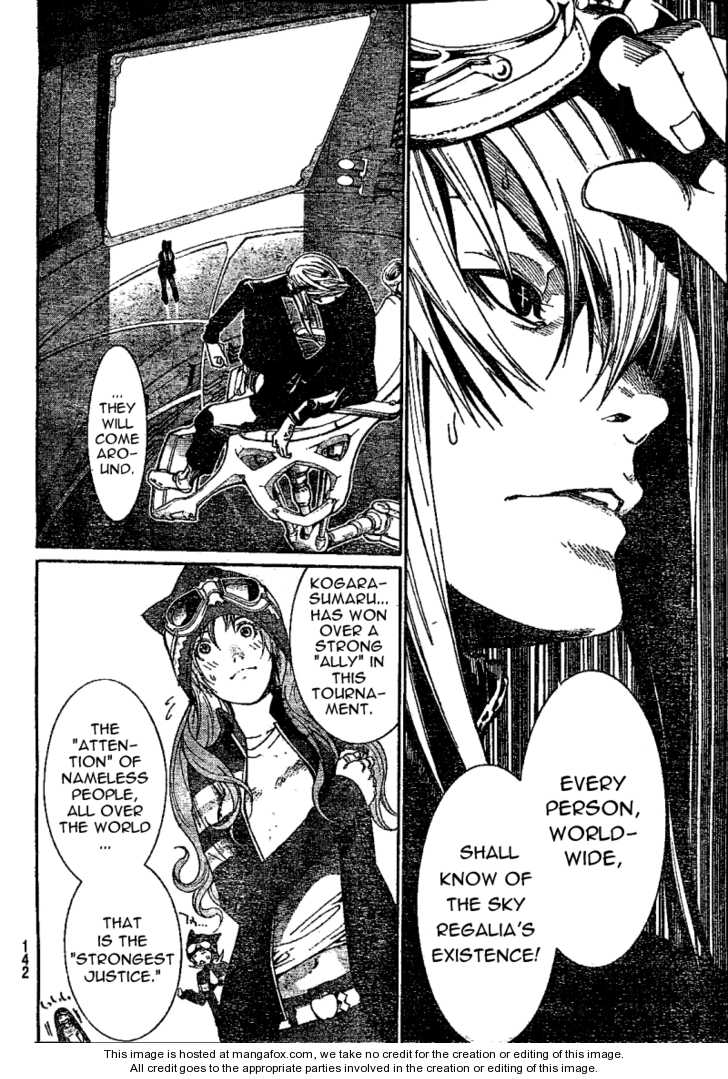 EVERY
PERSON,
WORLD-
WIDE,
SHALL
KNOW OF
THE SKY
REGALIA'S
EXISTENCE!
...
THEY
WILL
COME
ARO-
UND.
KOGARA-
SUMARU...
HAS WON
OVER A
STRONG
"ALLY" IN
THIS
TOURNA-
MENT.
THE
"ATTEN-
TION" OF
NAMELESS
PEOPLE,
ALL OVER
THE WORLD
...
THAT
IS THE
"STRONGEST
JUSTICE."
142
This image is hosted at mangafox.com, we take no credit for the creation or editing of this image.
All credit goes to the appropriate parties involved in the creation or editing of this image.